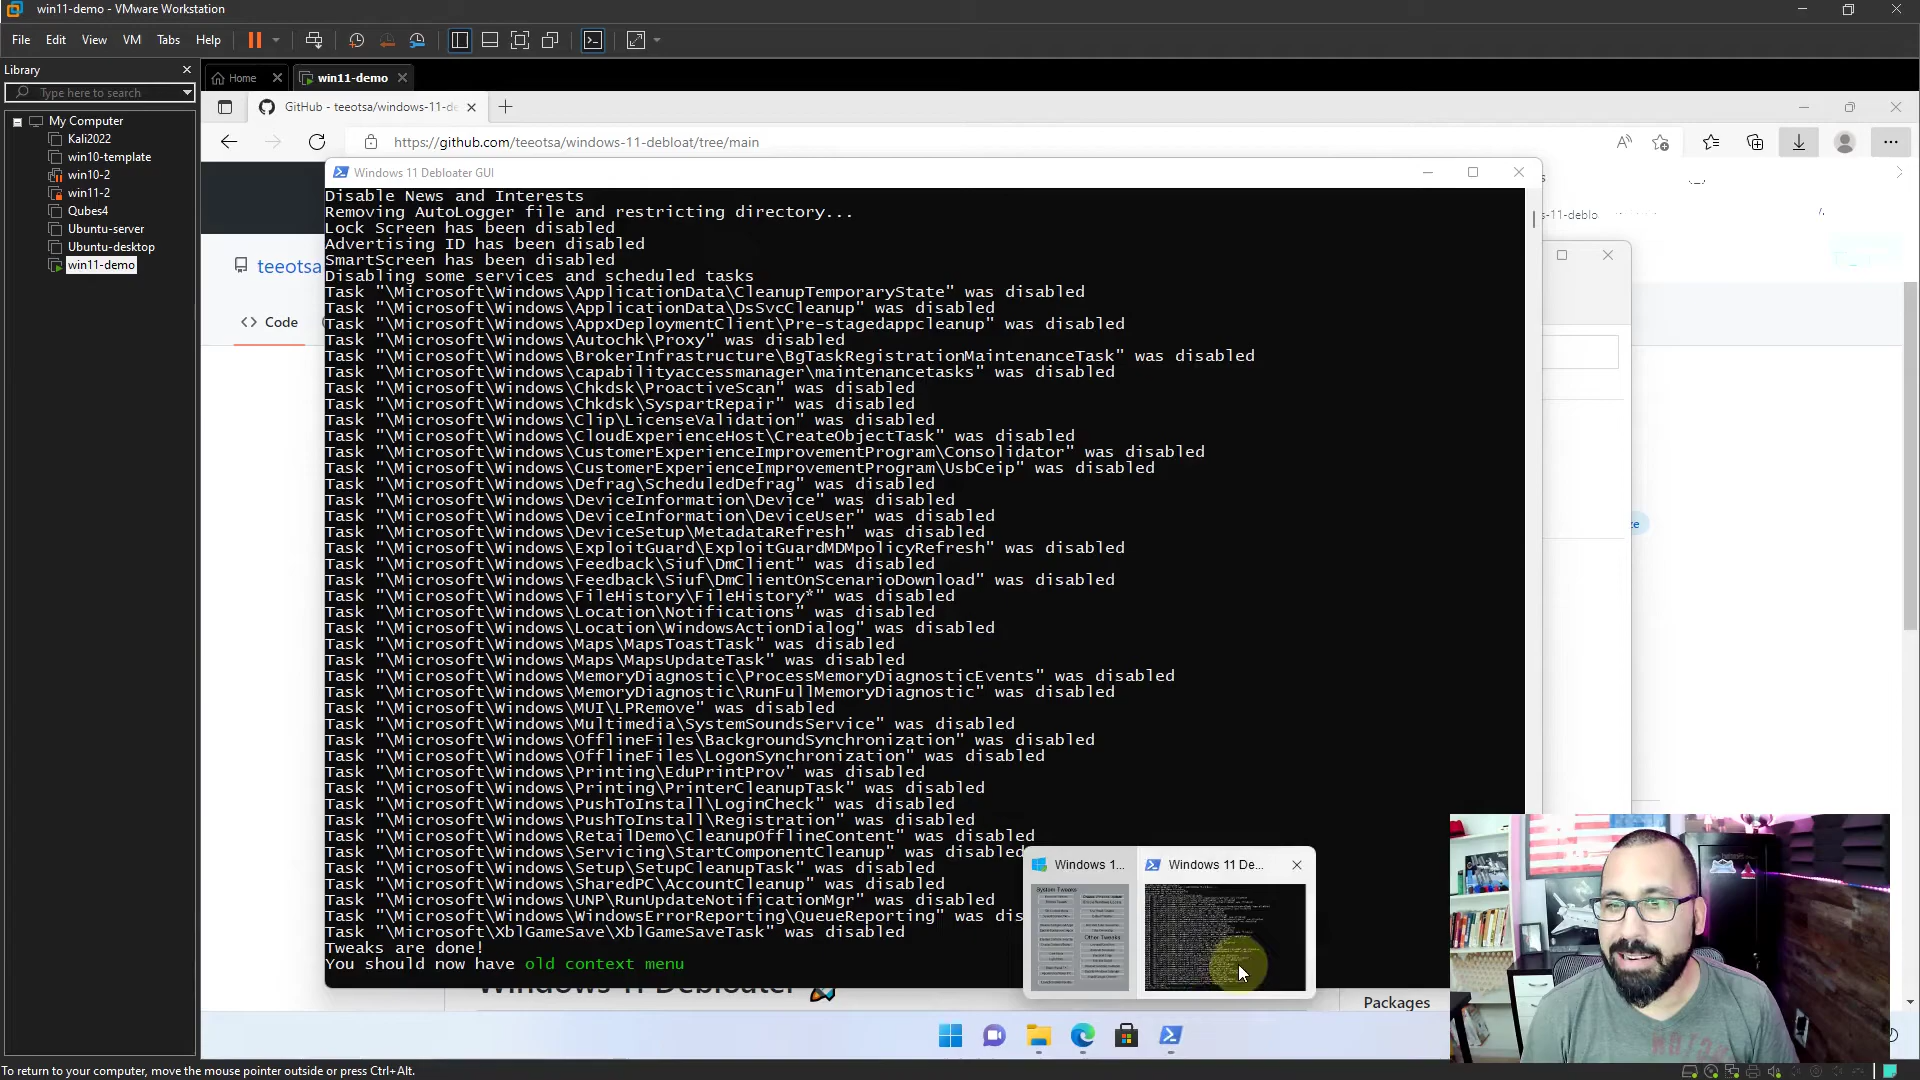 win11-demo - VMware Workstation
File Edit View VM Tabs Help
Library
Type here to search
My Computer
Kali2022
win10-template
win10-2
win11-2
Qubes4
Ubuntu-server
Ubuntu-desktop
win11-demo
Home
win11-demo
GitHub - teeotsa/windows-11-de
https://github.com/teeotsa/windows-11-debloat/tree/main
teeotsa
Code
s-11-deblo
Windows 11 Debloater GUI
Disable News and Interests
Removing AutoLogger file and restricting directory...
Lock Screen has been disabled
Advertising ID has been disabled
SmartScreen has been disabled
Disabling some services and scheduled tasks
Task "\Microsoft\Windows\ApplicationData\CleanupTemporaryState" was disabled
Task "\Microsoft\Windows\ApplicationData\DsSvcCleanup" was disabled
Task "\Microsoft\Windows\AppxDeploymentClient\Pre-stagedappcleanup" was disabled
Task "\Microsoft\Windows\Autochk\Proxy" was disabled
Task "\Microsoft\Windows\BrokerInfrastructure\BgTaskRegistrationMaintenanceTask" was disabled
Task "\Microsoft\Windows\capabilityaccessmanager\maintenancetasks" was disabled
Task "\Microsoft\Windows\Chkdsk\ProactiveScan" was disabled
Task "\Microsoft\Windows\Chkdsk\SyspartRepair" was disabled
Task "\Microsoft\Windows\Clip\LicenseValidation" was disabled
Task "\Microsoft\Windows\CloudExperienceHost\CreateObjectTask" was disabled
Task "\Microsoft\Windows\CustomerExperienceImprovementProgram\Consolidator" was disabled
Task "\Microsoft\Windows\CustomerExperienceImprovementProgram\UsbCeip" was disabled
Task "\Microsoft\Windows\Defrag\ScheduledDefrag" was disabled
Task "\Microsoft\Windows\DeviceInformation\Device" was disabled
Task "\Microsoft\Windows\DeviceInformation\DeviceUser" was disabled
Task "\Microsoft\Windows\DeviceSetup\MetadataRefresh" was disabled
Task "\Microsoft\Windows\ExploitGuard\ExploitGuardMDMpolicyRefresh" was disabled
Task "\Microsoft\Windows\Feedback\Siuf\DmClient" was disabled
Task "\Microsoft\Windows\Feedback\Siuf\DmClientOnScenarioDownload" was disabled
Task "\Microsoft\Windows\FileHistory\FileHistory*" was disabled
Task "\Microsoft\Windows\Location\Notifications" was disabled
Task "\Microsoft\Windows\Location\WindowsActionDialog" was disabled
Task "\Microsoft\Windows\Maps\MapsToastTask" was disabled
Task "\Microsoft\Windows\Maps\MapsUpdateTask" was disabled
Task "\Microsoft\Windows\MemoryDiagnostic\ProcessMemoryDiagnosticEvents" was disabled
Task "\Microsoft\Windows\MemoryDiagnostic\RunFullMemoryDiagnostic" was disabled
Task "\Microsoft\Windows\MUI\LPRemove" was disabled
Task "\Microsoft\Windows\Multimedia\SystemSoundsService" was disabled
Task "\Microsoft\Windows\OfflineFiles\BackgroundSynchronization" was disabled
Task "\Microsoft\Windows\OfflineFiles\LogonSynchronization" was disabled
Task "\Microsoft\Windows\Printing\EduPrintProv" was disabled
Task "\Microsoft\Windows\Printing\PrinterCleanupTask" was disabled
Task "\Microsoft\Windows\PushToInstall\LoginCheck" was disabled
Task "\Microsoft\Windows\PushToInstall\Registration" was disabled
Task "\Microsoft\Windows\RetailDemo\CleanupOfflineContent" was disabled
Task "\Microsoft\Windows\Servicing\StartComponentCleanup" was disabled
Task "\Microsoft\Windows\Setup\SetupCleanupTask" was disabled
Task "\Microsoft\Windows\SharedPC\AccountCleanup" was disabled
Task "\Microsoft\Windows\UNP\RunUpdateNotificationMgr" was disabled
Task "\Microsoft\Windows\WindowsErrorReporting\QueueReporting" was dis
Task "\Microsoft\Windows\XblGameSave\XblGameSaveTask" was disabled
Tweaks are done!
You should now have old context menu
Windows 1...
Windows 11 De...
System Tweaks
Other Tweaks
Windows 11 Debloater
Packages
To return to your computer, move the mouse pointer outside or press Ctrl+Alt.